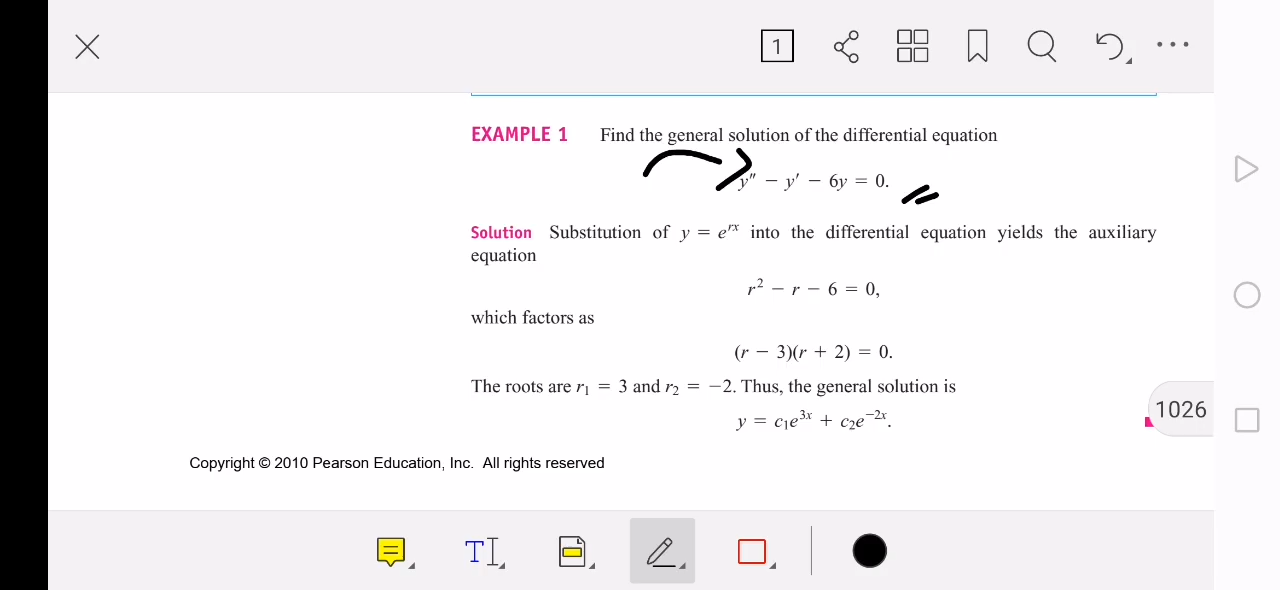 1
EXAMPLE 1 Find the general solution of the differential equation
y″ − y′ − 6y = 0.
Solution Substitution of y = e^{rx} into the differential equation yields the auxiliary
equation
r² − r − 6 = 0,
which factors as
(r − 3)(r + 2) = 0.
The roots are r₁ = 3 and r₂ = −2. Thus, the general solution is
1026
y = c₁e^{3x} + c₂e^{−2x}.
Copyright © 2010 Pearson Education, Inc. All rights reserved
T